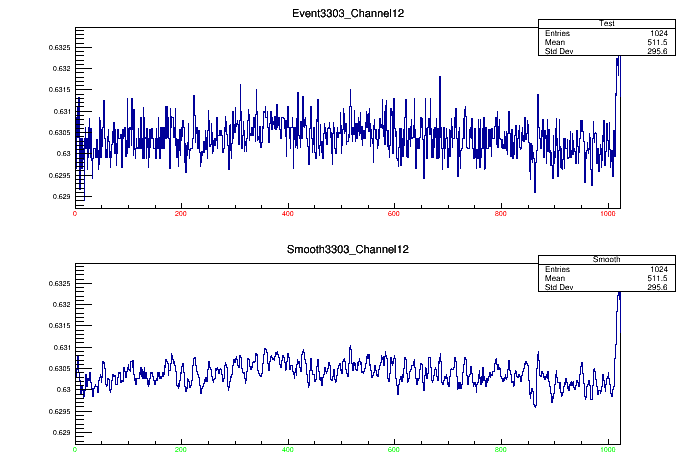 Event3303_Channel12
Test
Entries 1024
Mean 511.5
Std Dev 295.6
0.6325
0.632
0.6315
0.631
0.6305
0.63
0.6295
0.629
0 200 400 600 800 1000
Smooth3303_Channel12
Smooth
Entries 1024
Mean 511.5
Std Dev 295.6
0.6325
0.632
0.6315
0.631
0.6305
0.63
0.6295
0.629
0 200 400 600 800 1000